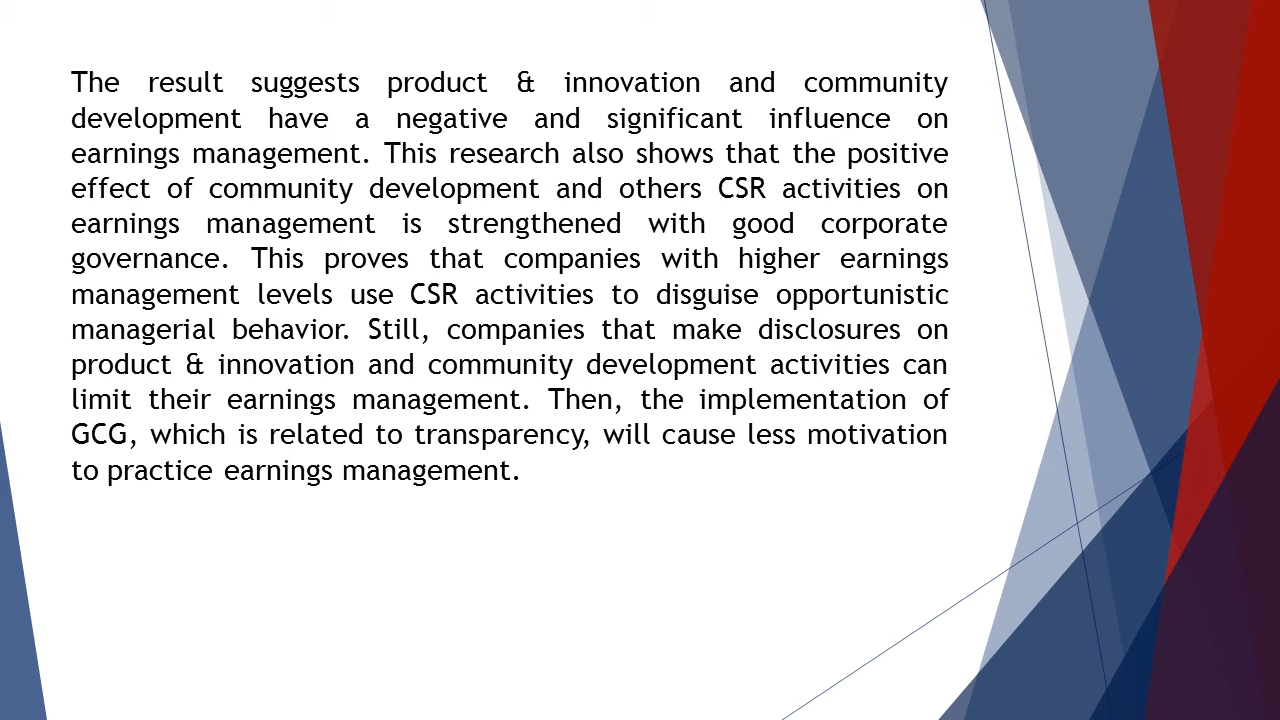 The result suggests product & innovation and community
development have a negative and significant influence on
earnings management. This research also shows that the positive
effect of community development and others CSR activities on
earnings management is strengthened with good corporate
governance. This proves that companies with higher earnings
management levels use CSR activities to disguise opportunistic
managerial behavior. Still, companies that make disclosures on
product & innovation and community development activities can
limit their earnings management. Then, the implementation of
GCG, which is related to transparency, will cause less motivation
to practice earnings management.